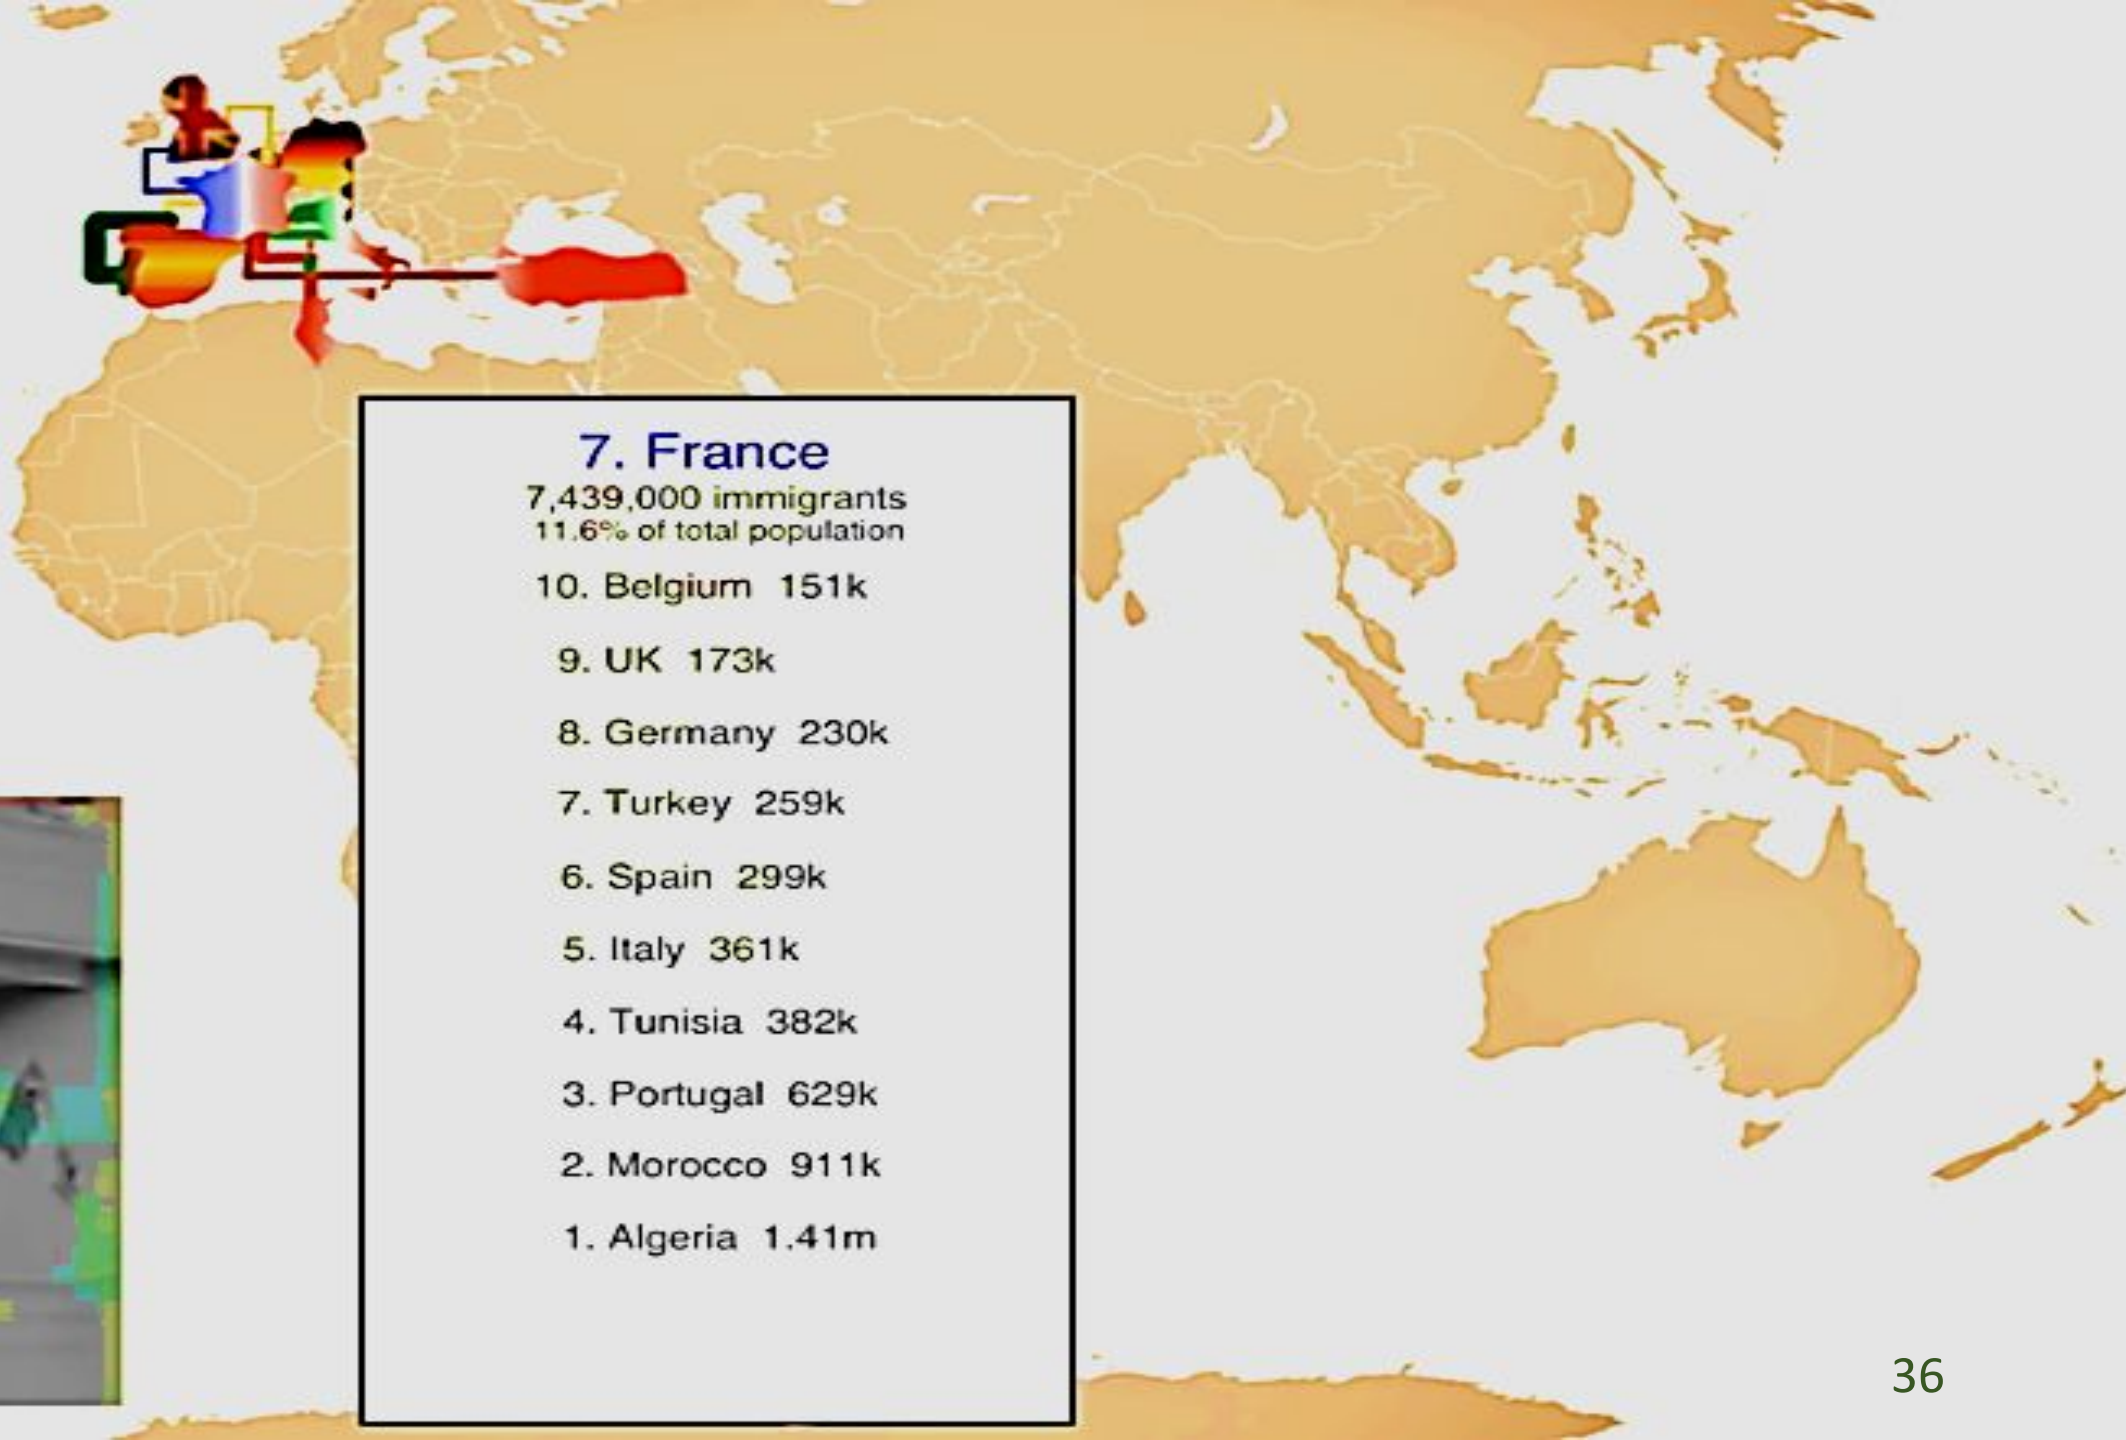 7. France
7,439,000 immigrants
11.6% of total population
10. Belgium 151k
9. UK 173k
8. Germany 230k
7. Turkey 259k
6. Spain 299k
5. Italy 361k
4. Tunisia 382k
3. Portugal 629k
2. Morocco 911k
1. Algeria 1.41m
36